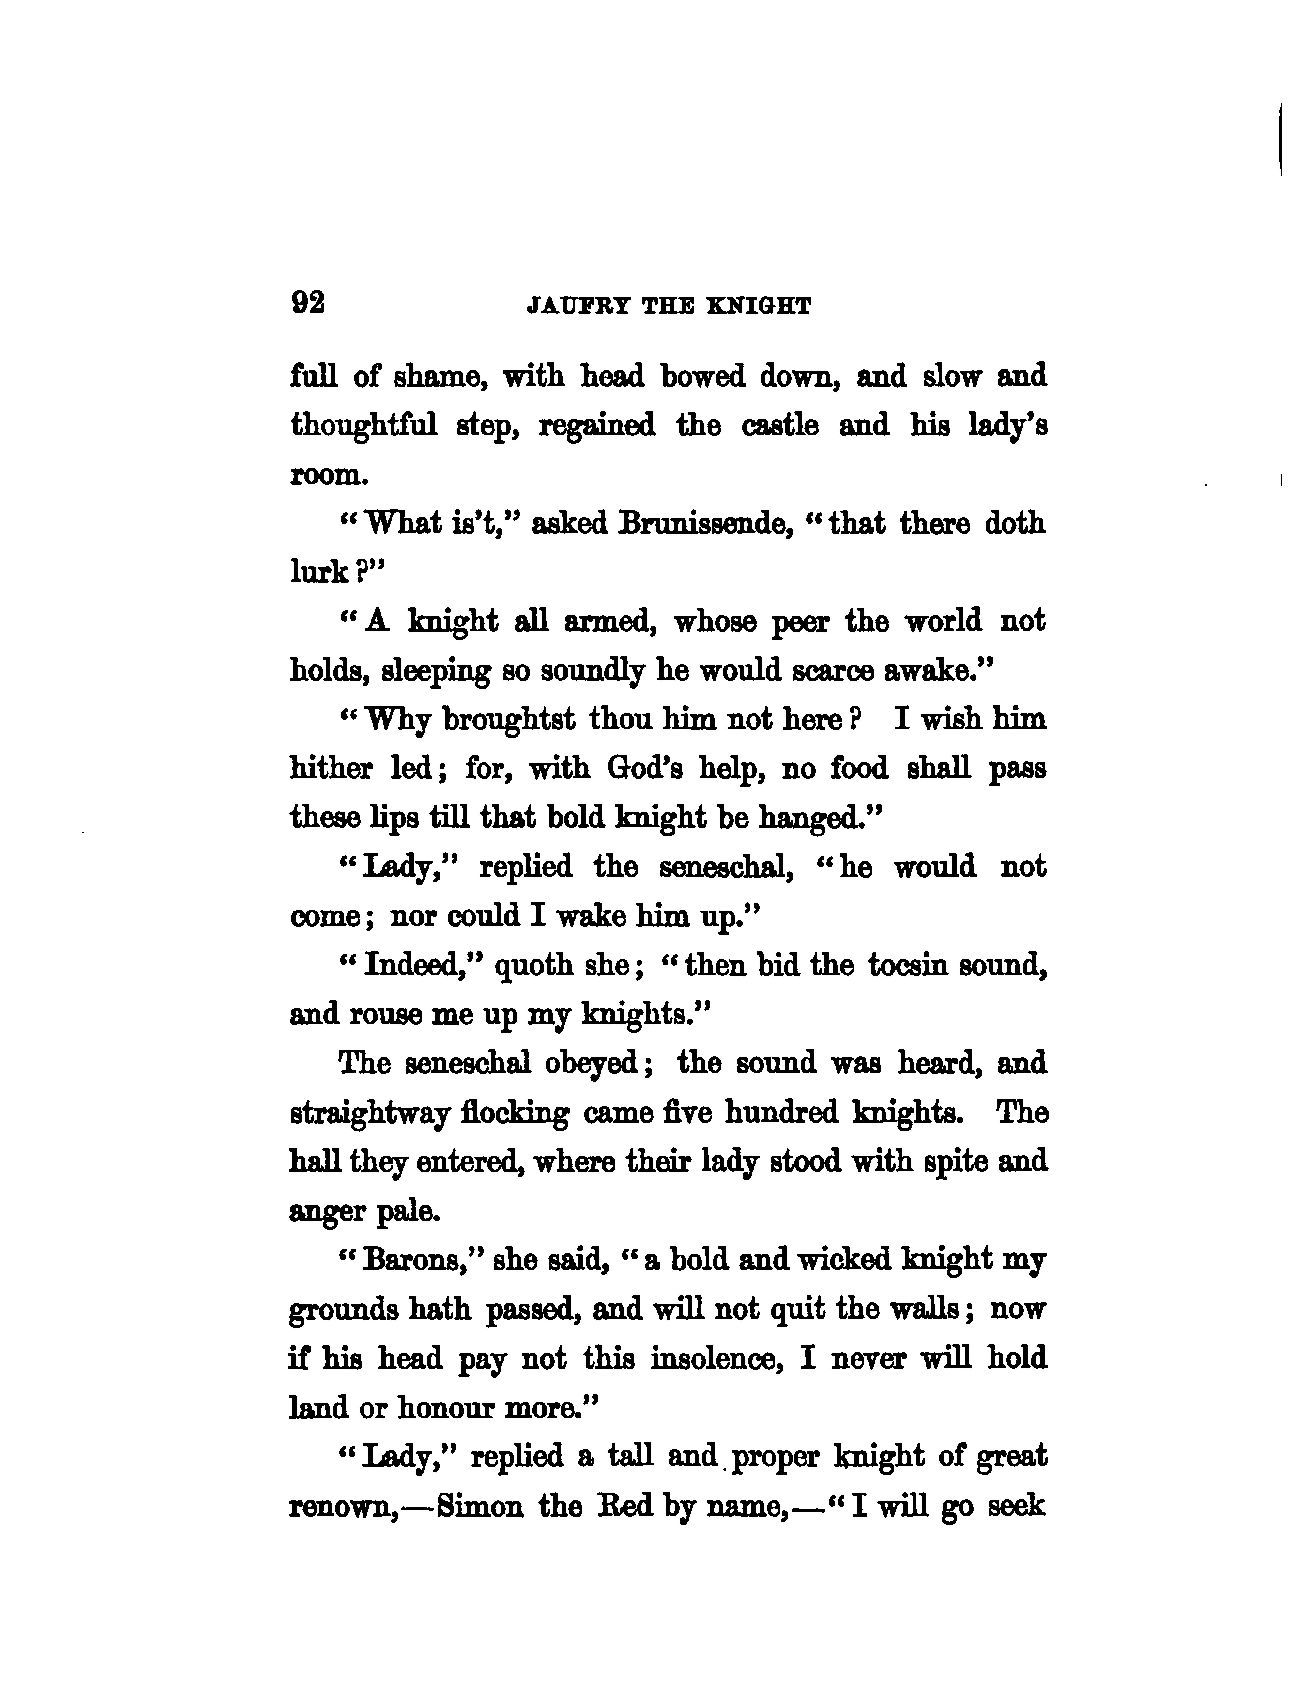 92 JAUFRY THE KNIGHT
full of shame, with head bowed down, and slow and
thoughtful step, regained the castle and his lady's
room.
"What is't," asked Brunissende, "that there doth
lurk?"
"A knight all armed, whose peer the world not
holds, sleeping so soundly he would scarce awake."
"Why broughtst thou him not here? I wish him
hither led; for, with God's help, no food shall pass
these lips till that bold knight be hanged."
"Lady," replied the seneschal, "he would not
come; nor could I wake him up."
"Indeed," quoth she; "then bid the tocsin sound,
and rouse me up my knights."
The seneschal obeyed; the sound was heard, and
straightway flocking came five hundred knights. The
hall they entered, where their lady stood with spite and
anger pale.
"Barons," she said, "a bold and wicked knight my
grounds hath passed, and will not quit the walls; now
if his head pay not this insolence, I never will hold
land or honour more."
"Lady," replied a tall and proper knight of great
renown,—Simon the Red by name,—"I will go seek